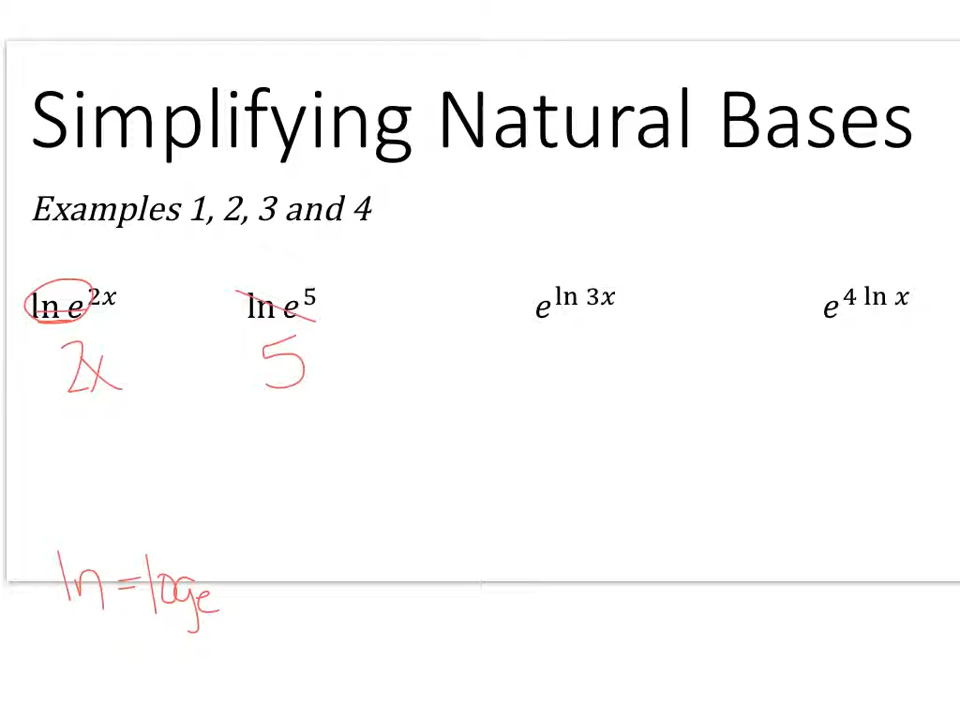 Simplifying Natural Bases
Examples 1, 2, 3 and 4
ln e^{2x} ln e^5 e^{ln 3x} e^{4 ln x}
2x 5
ln = log_e